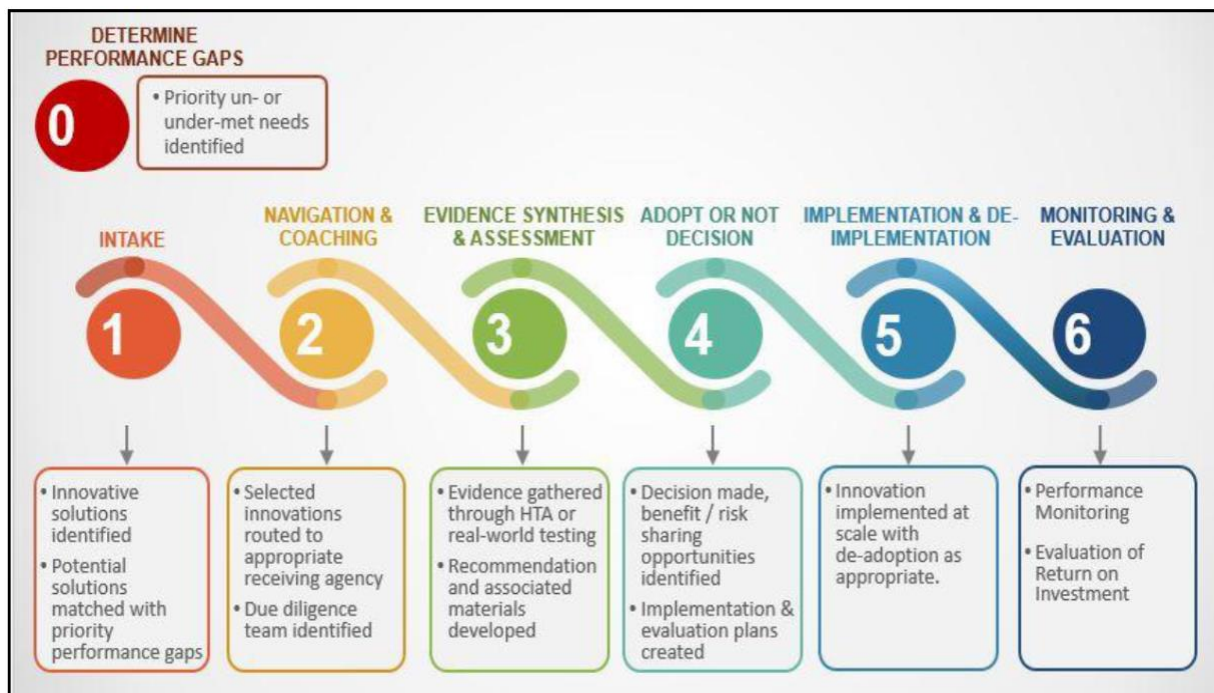 DETERMINE
PERFORMANCE GAPS
0
• Priority un- or
under-met needs
identified
INTAKE
1
• Innovative
solutions
identified
• Potential
solutions
matched with
priority
performance gaps
NAVIGATION &
COACHING
2
• Selected
innovations
routed to
appropriate
receiving agency
• Due diligence
team identified
EVIDENCE SYNTHESIS
& ASSESSMENT
3
• Evidence gathered
through HTA or
real-world testing
• Recommendation
and associated
materials
developed
ADOPT OR NOT
DECISION
4
• Decision made,
benefit / risk
sharing
opportunities
identified
• Implementation &
evaluation plans
created
IMPLEMENTATION & DE-
IMPLEMENTATION
5
• Innovation
implemented at
scale with
de-adoption as
appropriate.
MONITORING &
EVALUATION
6
• Performance
Monitoring
• Evaluation of
Return on
Investment